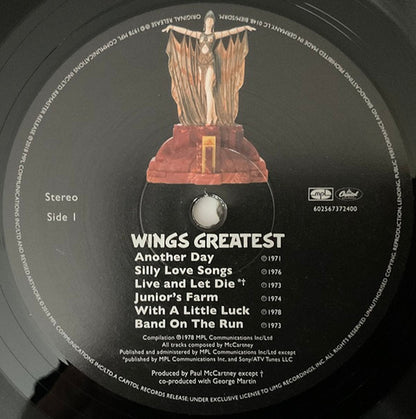 Stereo
Side 1
mpl
Capitol
602567372400
WINGS GREATEST
Another Day ℗1971
Silly Love Songs ℗1976
Live and Let Die *† ℗1973
Junior's Farm ℗1974
With A Little Luck ℗1978
Band On The Run ℗1973
Compilation ℗1978 MPL Communications Inc/Ltd
All tracks composed by McCartney
Published and administered by MPL Communications Inc/Ltd except
*published by MPL Communications Inc. and Sony/ATV Tunes LLC
Produced by Paul McCartney except †
co-produced with George Martin